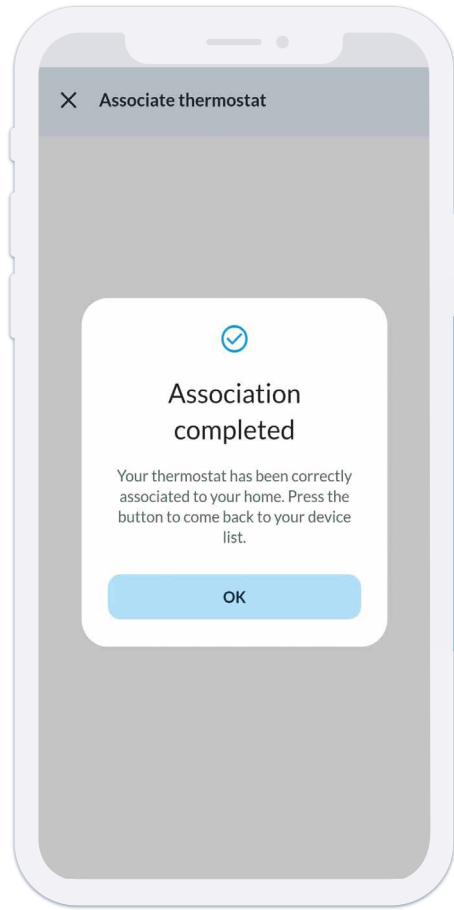 Associate thermostat
Association
completed
Your thermostat has been correctly
associated to your home. Press the
button to come back to your device
list.
OK